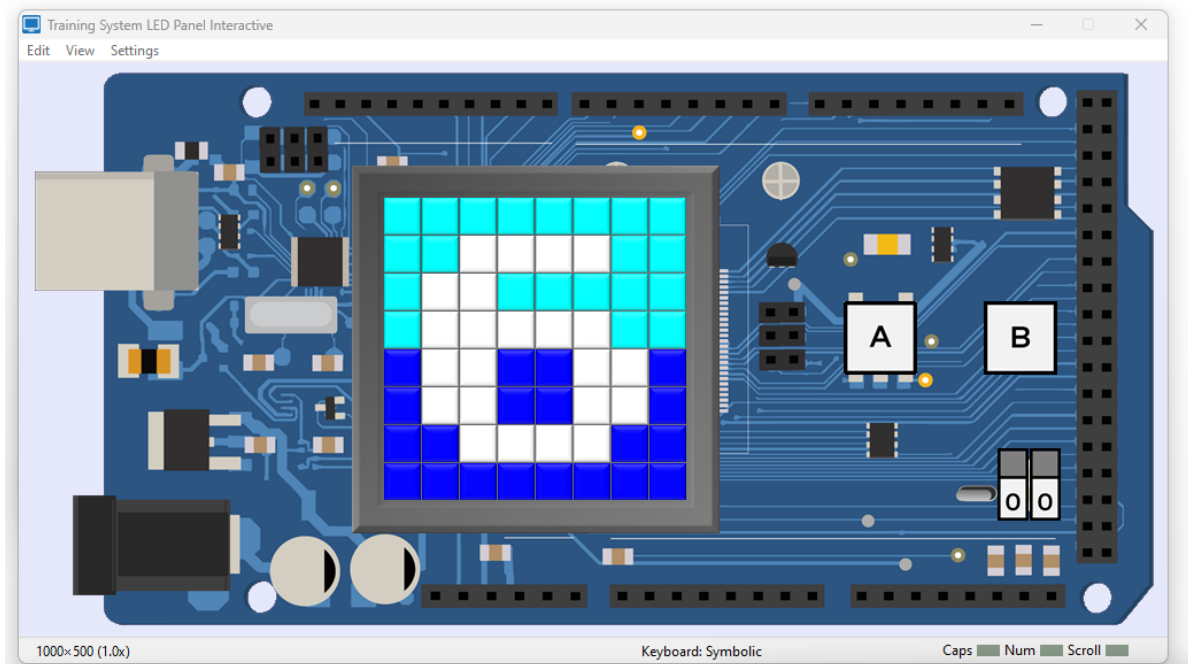 Training System LED Panel Interactive
Edit View Settings
6
A B
0 0
1000×500 (1.0x) Keyboard: Symbolic Caps Num Scroll